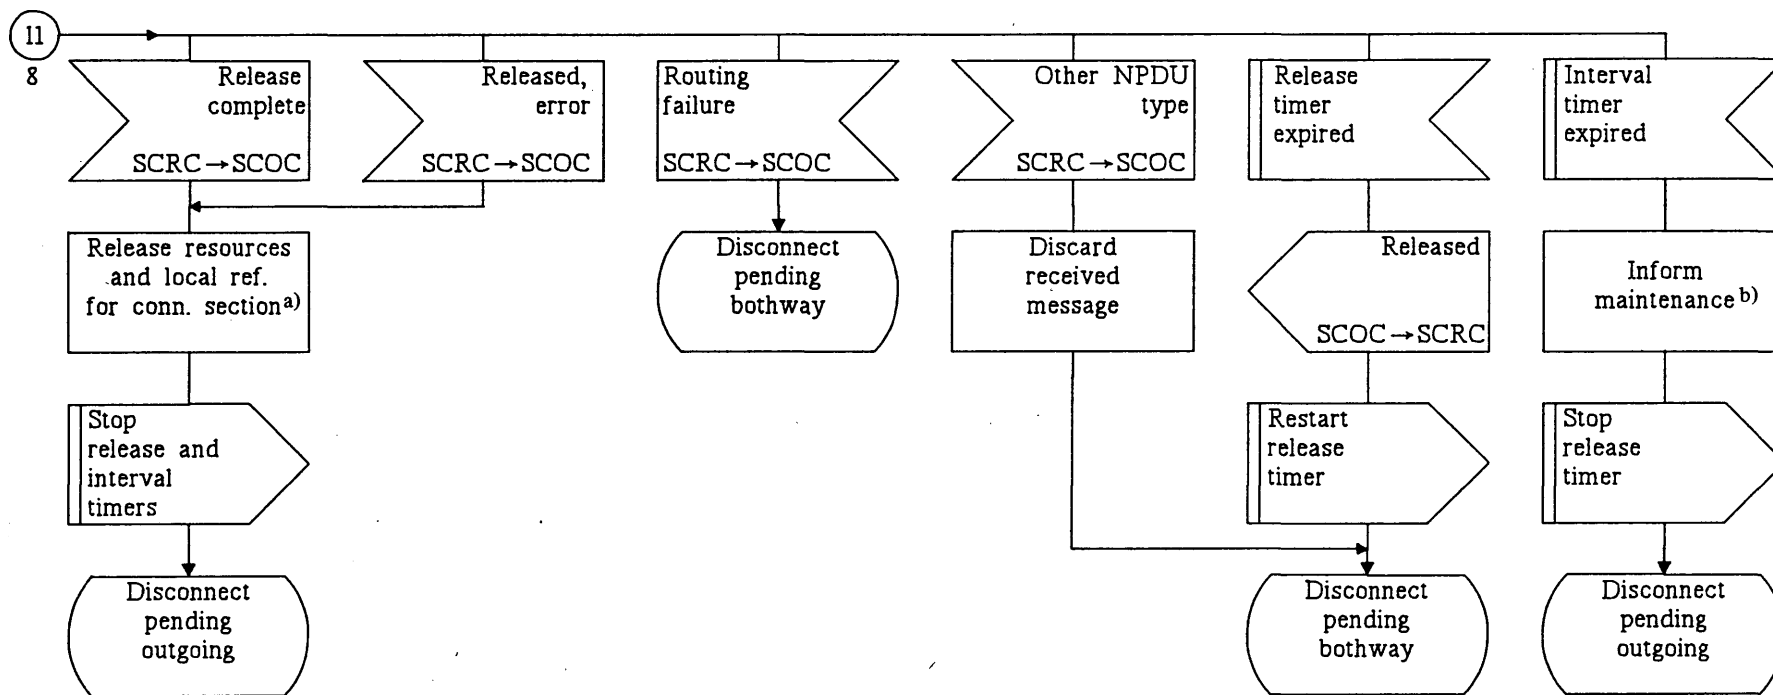 11
8
Release
complete
SCRC → SCOC
Released,
error
SCRC → SCOC
Routing
failure
SCRC → SCOC
Other NPDU
type
SCRC → SCOC
Release
timer
expired
Interval
timer
expired
Release resources
and local ref.
for conn. section a)
Disconnect
pending
bothway
Discard
received
message
Released
SCOC → SCRC
Inform
maintenance b)
Stop
release and
interval
timers
Restart
release
timer
Stop
release
timer
Disconnect
pending
outgoing
Disconnect
pending
bothway
Disconnect
pending
outgoing